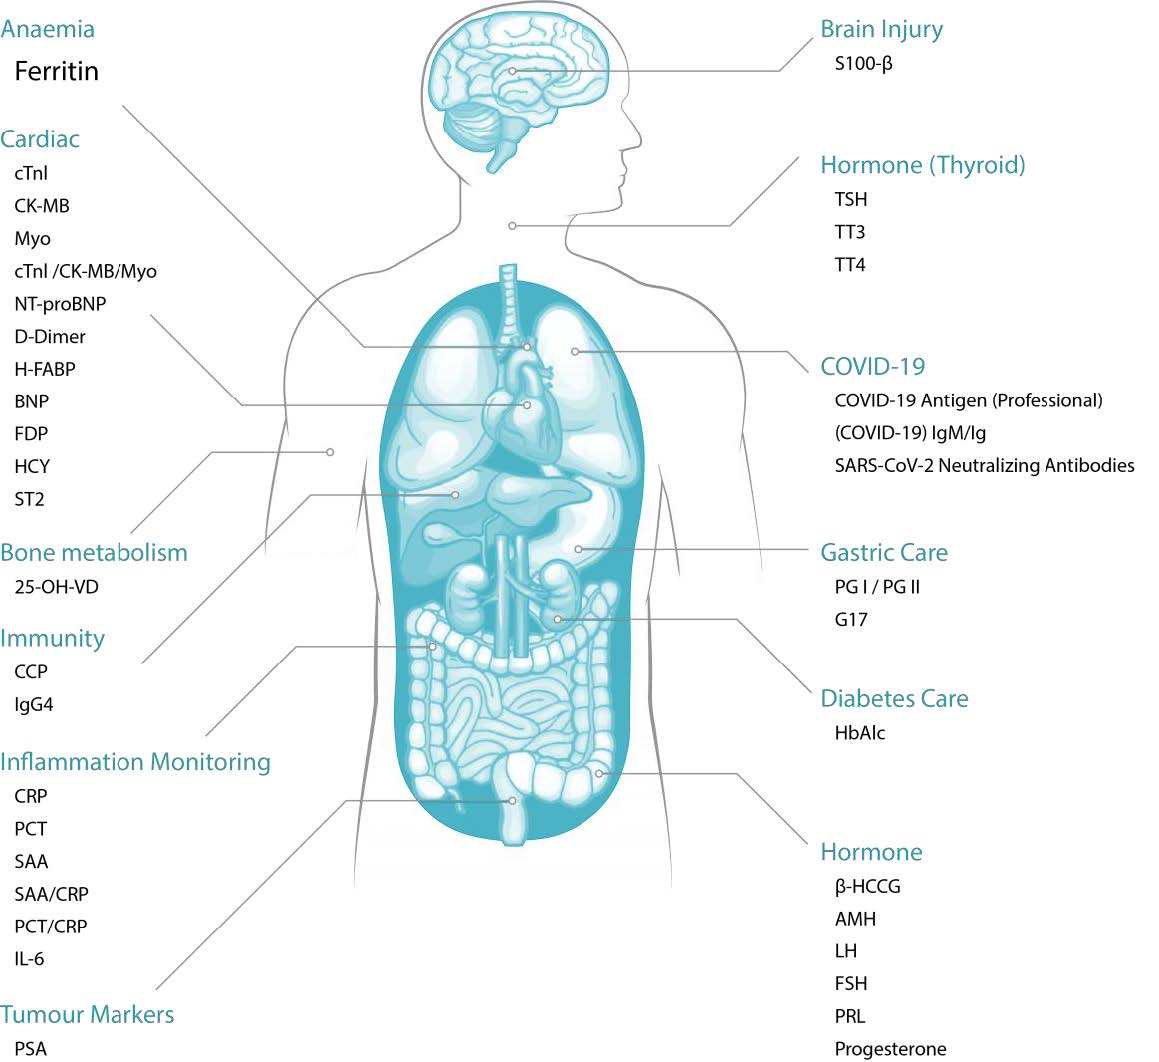 Anaemia
Ferritin
Cardiac
cTnl
CK-MB
Myo
cTnl /CK-MB/Myo
NT-proBNP
D-Dimer
H-FABP
BNP
FDP
HCY
ST2
Bone metabolism
25-OH-VD
Immunity
CCP
IgG4
Inflammation Monitoring
CRP
PCT
SAA
SAA/CRP
PCT/CRP
IL-6
Tumour Markers
PSA
Brain Injury
S100-β
Hormone (Thyroid)
TSH
TT3
TT4
COVID-19
COVID-19 Antigen (Professional)
(COVID-19) IgM/Ig
SARS-CoV-2 Neutralizing Antibodies
Gastric Care
PG I / PG II
G17
Diabetes Care
HbAlc
Hormone
β-HCCG
AMH
LH
FSH
PRL
Progesterone